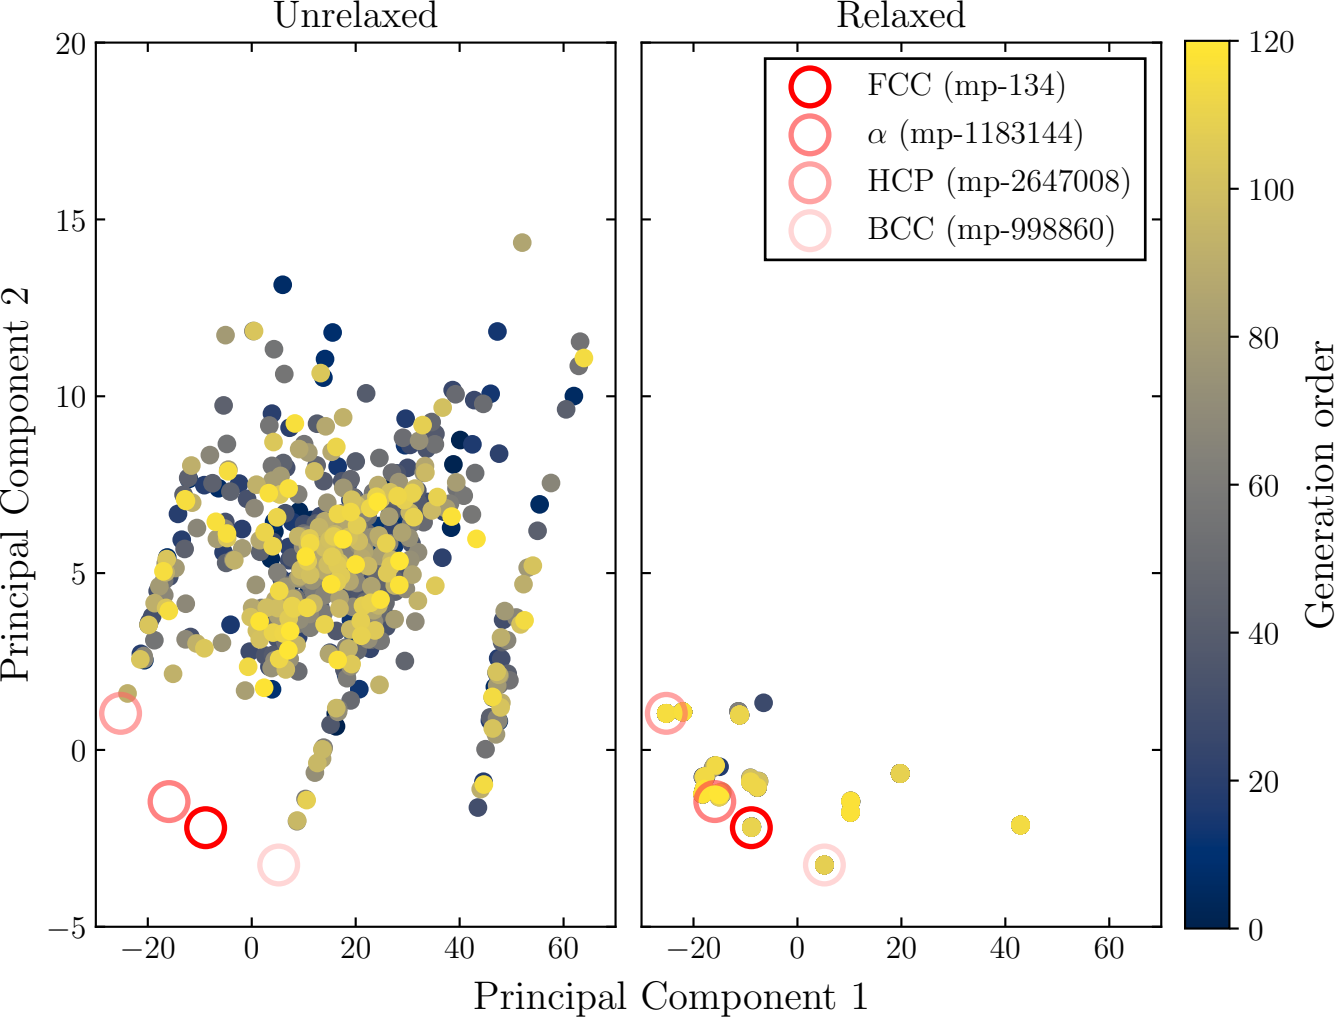 Unrelaxed
Relaxed
20
15
10
5
0
−5
Principal Component 2
−20
0
20
40
60
−20
0
20
40
60
Principal Component 1
FCC (mp-134)
α (mp-1183144)
HCP (mp-2647008)
BCC (mp-998860)
120
100
80
60
40
20
0
Generation order